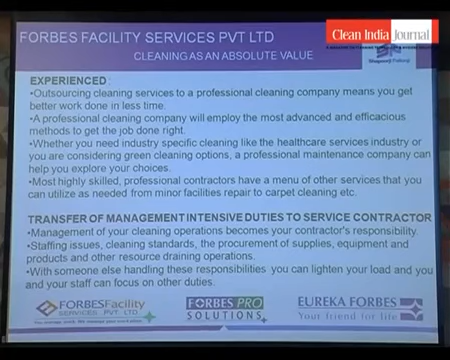 Clean India Journal
FORBES FACILITY SERVICES PVT LTD
CLEANING AS AN ABSOLUTE VALUE
Shapoorji Pallonji
EXPERIENCED :
•Outsourcing cleaning services to a professional cleaning company means you get
better work done in less time.
•A professional cleaning company will employ the most advanced and efficacious
methods to get the job done right.
•Whether you need industry specific cleaning like the healthcare services industry or
you are considering green cleaning options, a professional maintenance company can
help you explore your choices.
•Most highly skilled, professional contractors have a menu of other services that you
can utilize as needed from minor facilities repair to carpet cleaning etc.
TRANSFER OF MANAGEMENT INTENSIVE DUTIES TO SERVICE CONTRACTOR
•Management of your cleaning operations becomes your contractor's responsibility.
•Staffing issues, cleaning standards, the procurement of supplies, equipment and
products and other resource draining operations.
•With someone else handling these responsibilities you can lighten your load and you
and your staff can focus on other duties.
FORBESFacility
SERVICES PVT. LTD.
FORBES PRO
SOLUTIONS
EUREKA FORBES
Your friend for life